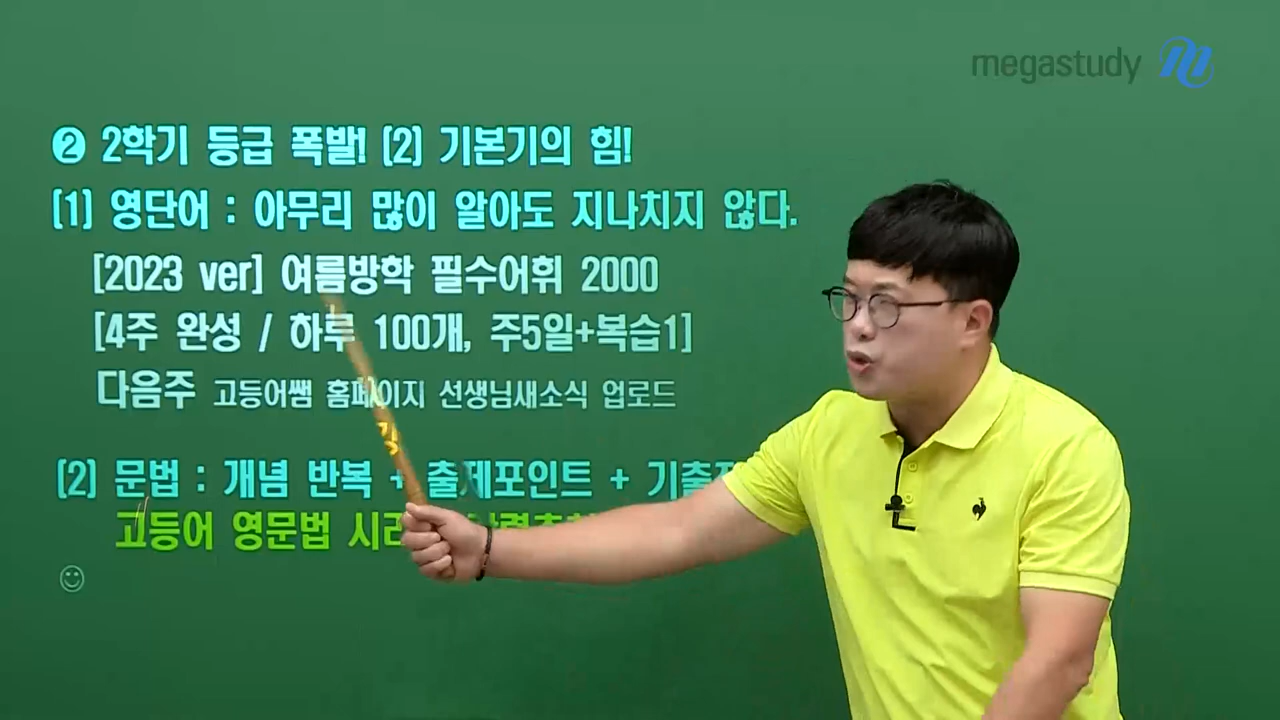 megastudy
❷ 2학기 등급 폭발! (2) 기본기의 힘!
(1) 영단어 : 아무리 많이 알아도 지나치지 않다.
[2023 ver] 여름방학 필수어휘 2000
[4주 완성 / 하루 100개, 주5일+복습1]
다음주 고등어쌤 홈페이지 선생님새소식 업로드
(2) 문법 : 개념 반복 + 출제포인트 +
고등어 영문법